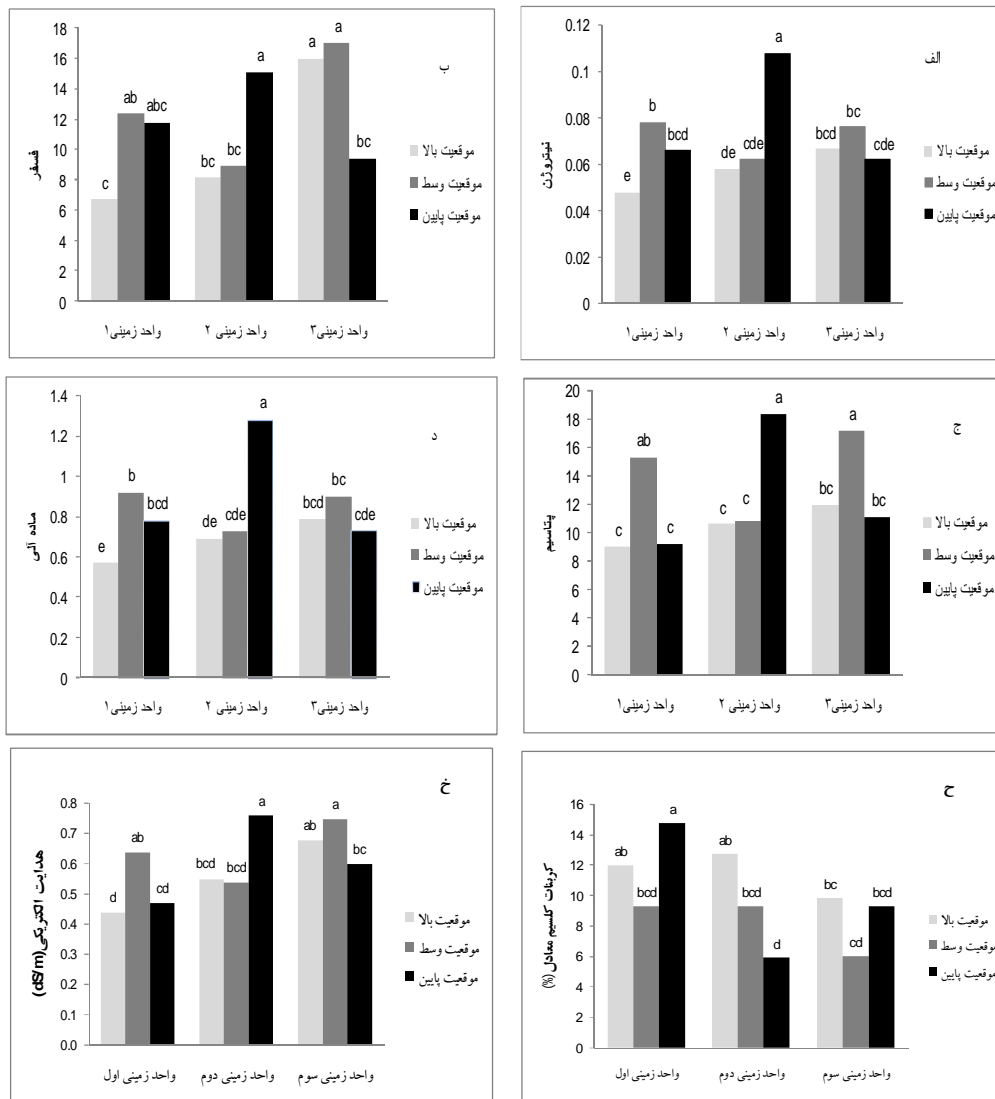 الف
0.12
0.1
0.08
0.06
0.04
0.02
0
نیتروژن
e b bcd de cde a bcd bc cde
واحد زمینی۱ واحد زمینی ۲ واحد زمینی۳
موقعیت بالا
موقعیت وسط
موقعیت پایین
ب
18
16
14
12
10
8
6
4
2
0
فسفر
c ab abc bc bc a a a bc
واحد زمینی۱ واحد زمینی ۲ واحد زمینی۳
موقعیت بالا
موقعیت وسط
موقعیت پایین
ج
20
18
16
14
12
10
8
6
4
2
0
پتاسیم
c ab c c c a bc a bc
واحد زمینی۱ واحد زمینی ۲ واحد زمینی۳
موقعیت بالا
موقعیت وسط
موقعیت پایین
د
1.4
1.2
1
0.8
0.6
0.4
0.2
0
ماده آلی
e b bcd de cde a bcd bc cde
واحد زمینی۱ واحد زمینی ۲ واحد زمینی۳
موقعیت بالا
موقعیت وسط
موقعیت پایین
ح
16
14
12
10
8
6
4
2
0
کربنات کلسیم معادل (%)
ab bcd a ab bcd d bc cd bcd
واحد زمینی اول واحد زمینی دوم واحد زمینی سوم
موقعیت بالا
موقعیت وسط
موقعیت پایین
خ
0.8
0.7
0.6
0.5
0.4
0.3
0.2
0.1
0.0
هدایت الکتریکی(dS/m)
d ab cd bcd bcd a ab a bc
واحد زمینی اول واحد زمینی دوم واحد زمینی سوم
موقعیت بالا
موقعیت وسط
موقعیت پایین